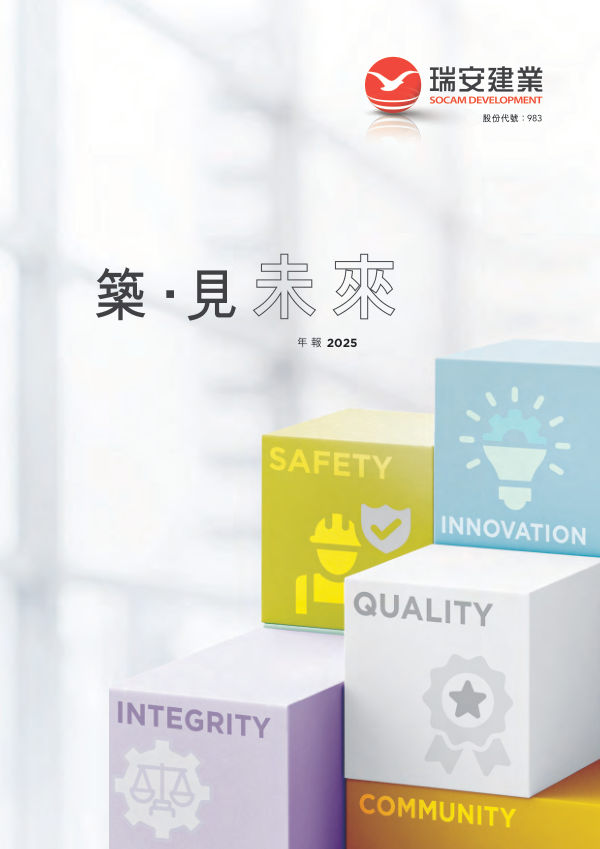 瑞安建業
SOCAM DEVELOPMENT
股份代號：983
築·見未來
年報 2025
SAFETY
INNOVATION
QUALITY
INTEGRITY
COMMUNITY